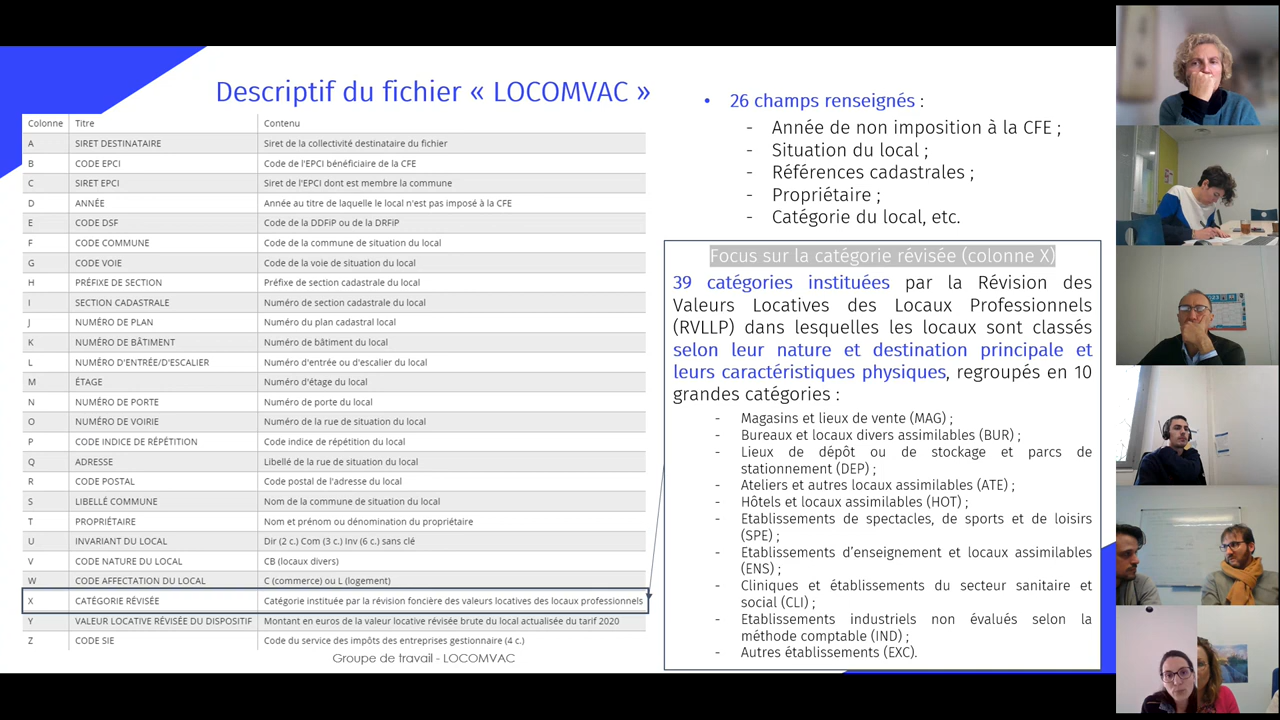 Descriptif du fichier « LOCOMVAC »
Colonne Titre Contenu
A SIRET DESTINATAIRE Siret de la collectivité destinataire du fichier
B CODE EPCI Code de l'EPCI bénéficiaire de la CFE
C SIRET EPCI Siret de l'EPCI dont est membre la commune
D ANNÉE Année au titre de laquelle le local n'est pas imposé à la CFE
E CODE DSF Code de la DDFiP ou de la DRFiP
F CODE COMMUNE Code de la commune de situation du local
G CODE VOIE Code de la voie de situation du local
H PRÉFIXE DE SECTION Préfixe de section cadastrale du local
I SECTION CADASTRALE Numéro de section cadastrale du local
J NUMÉRO DE PLAN Numéro du plan cadastral local
K NUMÉRO DE BÂTIMENT Numéro de bâtiment du local
L NUMÉRO D'ENTRÉE/D'ESCALIER Numéro d'entrée ou d'escalier du local
M ÉTAGE Numéro d'étage du local
N NUMÉRO DE PORTE Numéro de porte du local
O NUMÉRO DE VOIRIE Numéro de la rue de situation du local
P CODE INDICE DE RÉPÉTITION Code indice de répétition du local
Q ADRESSE Libellé de la rue de situation du local
R CODE POSTAL Code postal de l'adresse du local
S LIBELLÉ COMMUNE Nom de la commune de situation du local
T PROPRIÉTAIRE Nom et prénom ou dénomination du propriétaire
U INVARIANT DU LOCAL Dir (2 c.) Com (3 c.) Inv (6 c.) sans clé
V CODE NATURE DU LOCAL CB (locaux divers)
W CODE AFFECTATION DU LOCAL C (commerce) ou L (logement)
X CATÉGORIE RÉVISÉE Catégorie instituée par la révision foncière des valeurs locatives des locaux professionnels
Y VALEUR LOCATIVE RÉVISÉE DU DISPOSITIF Montant en euros de la valeur locative révisée brute du local actualisée du tarif 2020
Z CODE SIE Code du service des impôts des entreprises gestionnaire (4 c.)
Groupe de travail - LOCOMVAC
• 26 champs renseignés :
- Année de non imposition à la CFE ;
- Situation du local ;
- Références cadastrales ;
- Propriétaire ;
- Catégorie du local, etc.
Focus sur la catégorie révisée (colonne X)
39 catégories instituées par la Révision des
Valeurs Locatives des Locaux Professionnels
(RVLLP) dans lesquelles les locaux sont classés
selon leur nature et destination principale et
leurs caractéristiques physiques, regroupés en 10
grandes catégories :
- Magasins et lieux de vente (MAG) ;
- Bureaux et locaux divers assimilables (BUR) ;
- Lieux de dépôt ou de stockage et parcs de
stationnement (DEP) ;
- Ateliers et autres locaux assimilables (ATE) ;
- Hôtels et locaux assimilables (HOT) ;
- Etablissements de spectacles, de sports et de loisirs
(SPE) ;
- Etablissements d'enseignement et locaux assimilables
(ENS) ;
- Cliniques et établissements du secteur sanitaire et
social (CLI) ;
- Etablissements industriels non évalués selon la
méthode comptable (IND) ;
- Autres établissements (EXC).